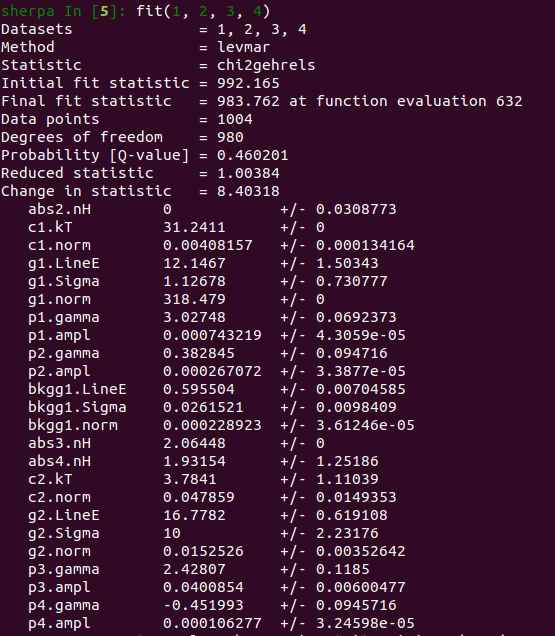 sherpa In [5]: fit(1, 2, 3, 4)
Datasets = 1, 2, 3, 4
Method = levmar
Statistic = chi2gehrels
Initial fit statistic = 992.165
Final fit statistic = 983.762 at function evaluation 632
Data points = 1004
Degrees of freedom = 980
Probability [Q-value] = 0.460201
Reduced statistic = 1.00384
Change in statistic = 8.40318
abs2.nH 0 +/- 0.0308773
c1.kT 31.2411 +/- 0
c1.norm 0.00408157 +/- 0.000134164
g1.LineE 12.1467 +/- 1.50343
g1.Sigma 1.12678 +/- 0.730777
g1.norm 318.479 +/- 0
p1.gamma 3.02748 +/- 0.0692373
p1.ampl 0.000743219 +/- 4.3059e-05
p2.gamma 0.382845 +/- 0.094716
p2.ampl 0.000267072 +/- 3.3877e-05
bkgg1.LineE 0.595504 +/- 0.00704585
bkgg1.Sigma 0.0261521 +/- 0.0098409
bkgg1.norm 0.000228923 +/- 3.61246e-05
abs3.nH 2.06448 +/- 0
abs4.nH 1.93154 +/- 1.25186
c2.kT 3.7841 +/- 1.11039
c2.norm 0.047859 +/- 0.0149353
g2.LineE 16.7782 +/- 0.619108
g2.Sigma 10 +/- 2.23176
g2.norm 0.0152526 +/- 0.00352642
p3.gamma 2.42807 +/- 0.1185
p3.ampl 0.0400854 +/- 0.00600477
p4.gamma -0.451993 +/- 0.0945716
p4.ampl 0.000106277 +/- 3.24598e-05